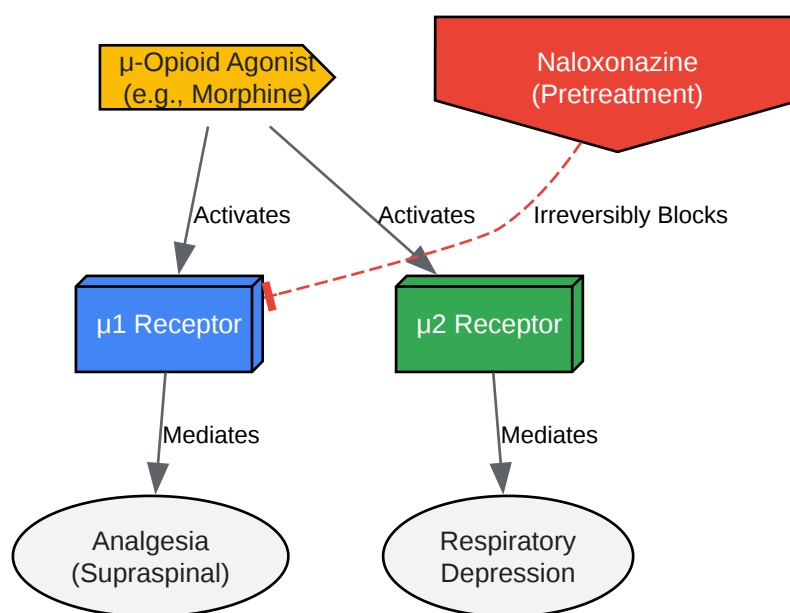 μ-Opioid Agonist
(e.g., Morphine)
Naloxonazine
(Pretreatment)
Activates
Activates
Irreversibly Blocks
μ1 Receptor
μ2 Receptor
Mediates
Mediates
Analgesia
(Supraspinal)
Respiratory
Depression